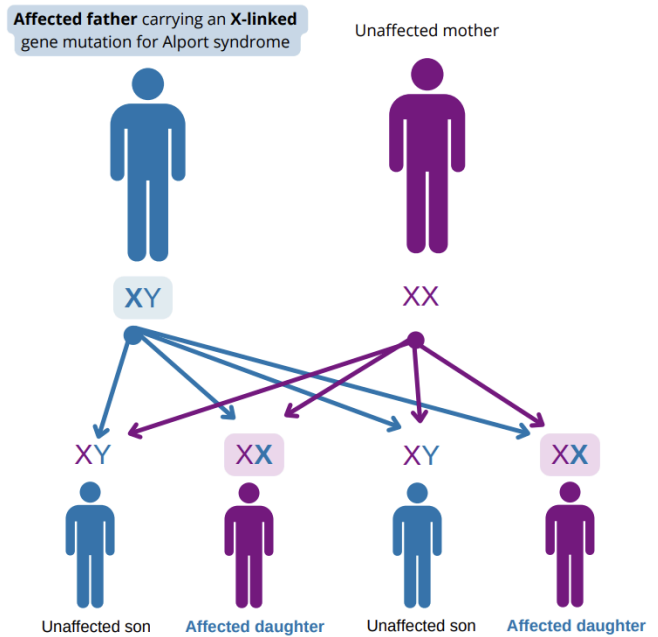 Affected father carrying an X-linked
gene mutation for Alport syndrome
Unaffected mother
XY
XX
XY
XX
XY
XX
Unaffected son
Affected daughter
Unaffected son
Affected daughter